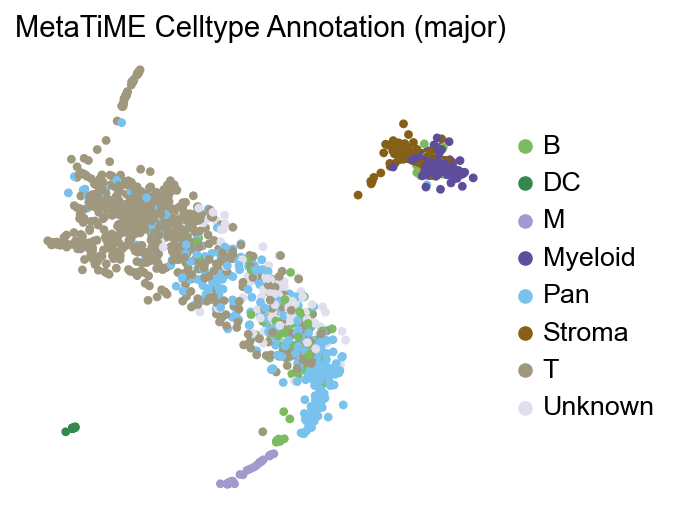 MetaTiME Celltype Annotation (major)
B
DC
M
Myeloid
Pan
Stroma
T
Unknown